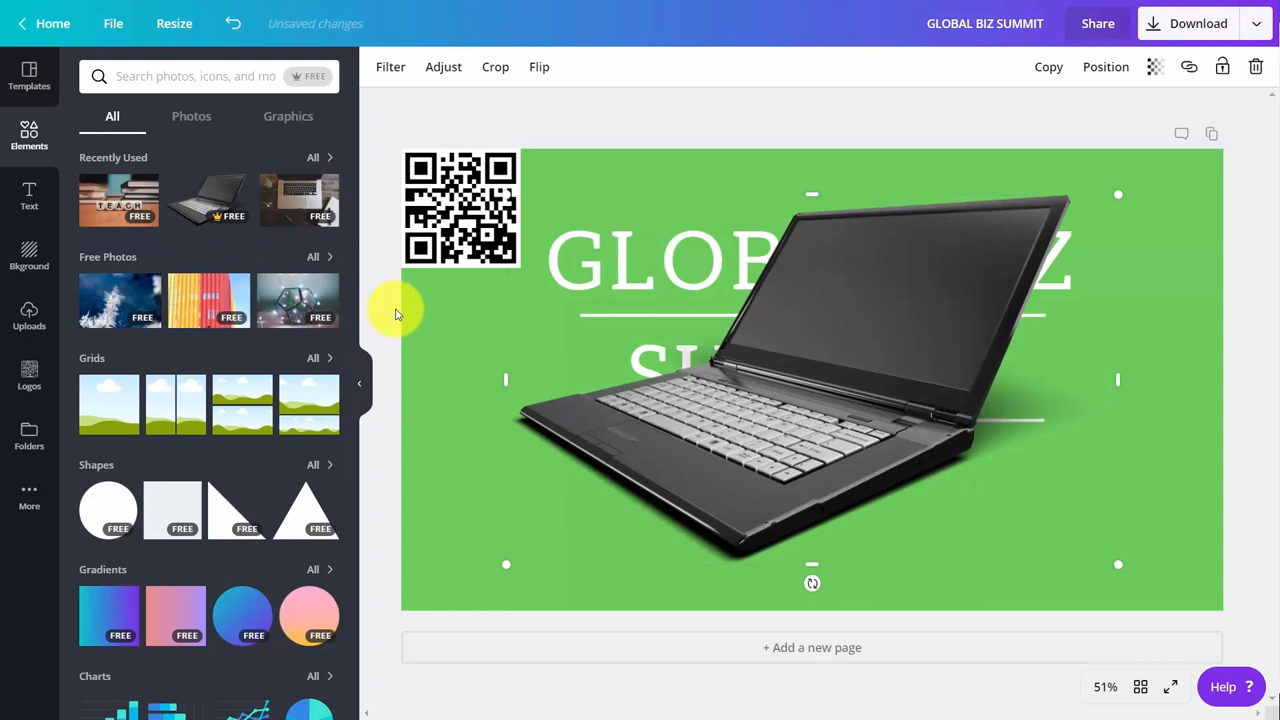 Home File Resize Unsaved changes GLOBAL BIZ SUMMIT Share Download
Filter Adjust Crop Flip Copy Position
Templates
Elements
Text
Bkground
Uploads
Logos
Folders
More
Search photos, icons, and mo FREE
All Photos Graphics
Recently Used All
TEACH FREE FREE FREE
Free Photos All
FREE FREE FREE
Grids All
Shapes All
FREE FREE FREE FREE
Gradients All
FREE FREE FREE FREE
Charts All
GLOB Z
SU
+ Add a new page
51% Help ?